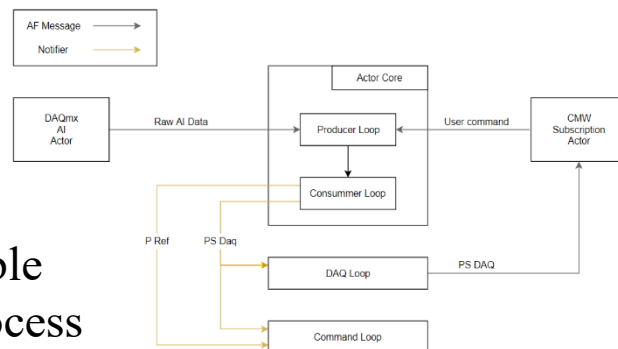 AF Message
Notifier
Actor Core
DAQmx
AI
Actor
Raw AI Data
Producer Loop
User command
CMW
Subscription
Actor
Consummer Loop
P Ref
PS Daq
DAQ Loop
PS DAQ
Command Loop
ple
ocess